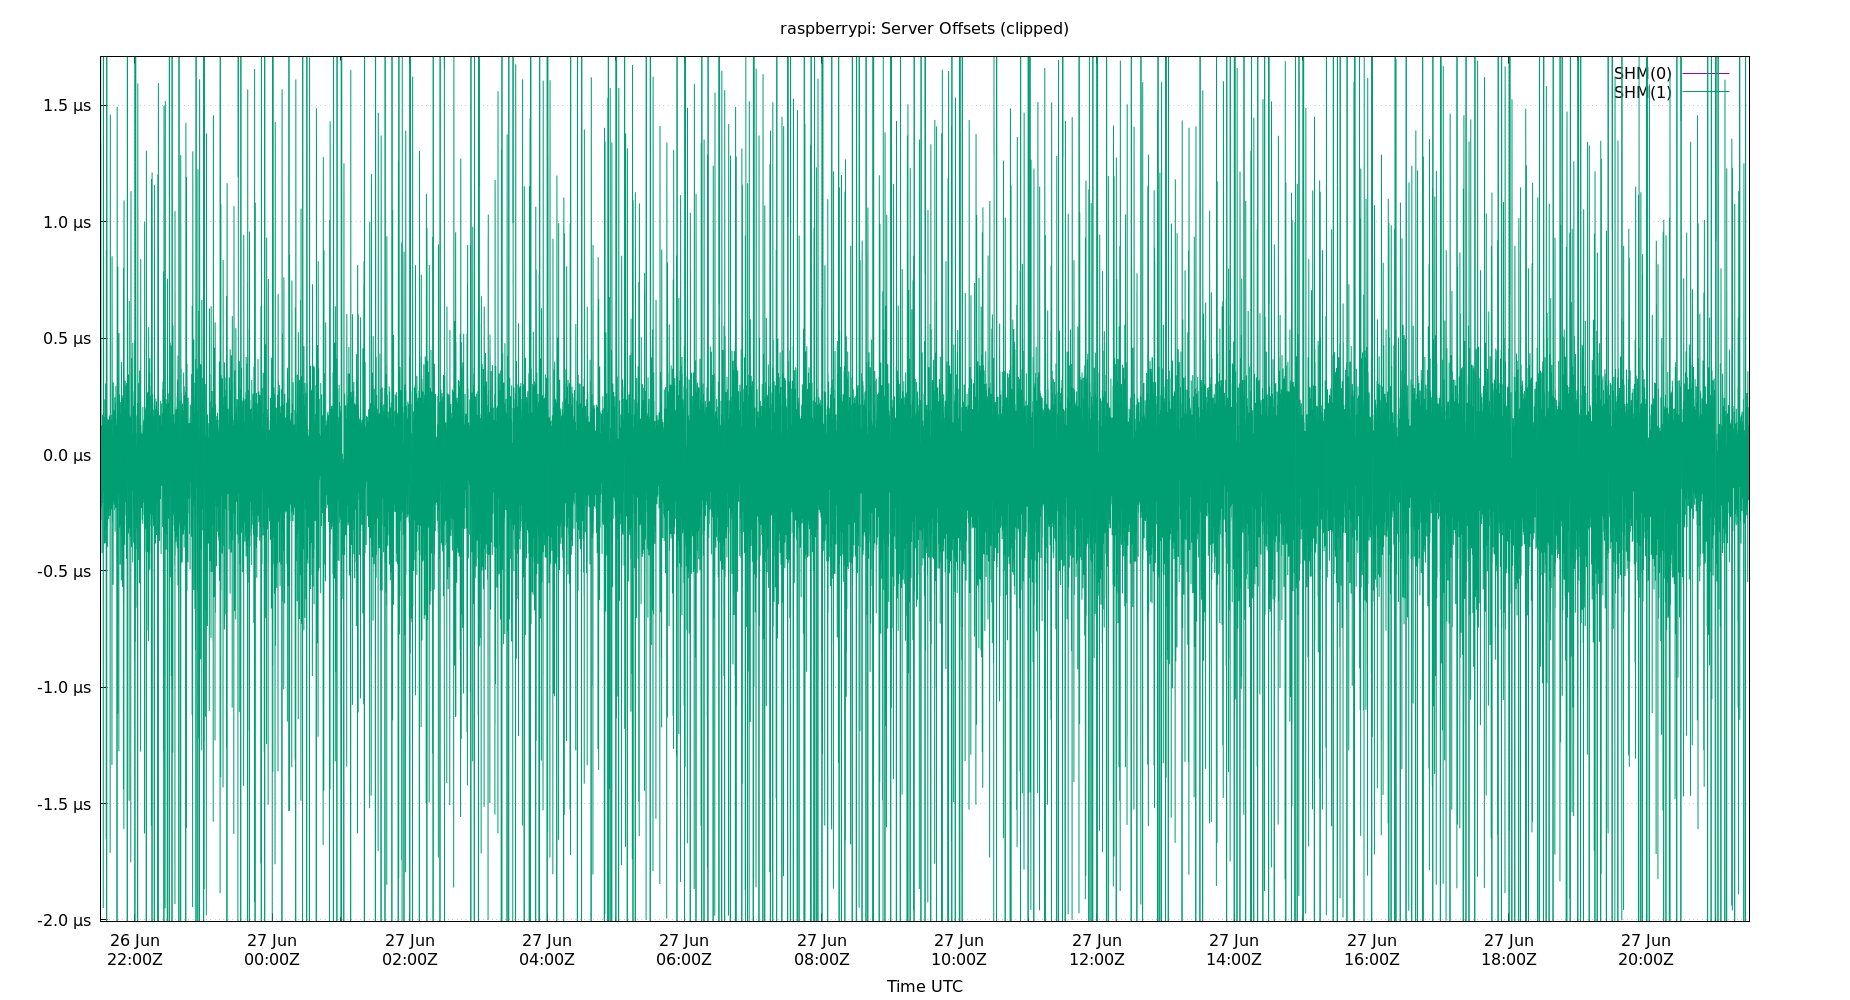 raspberrypi: Server Offsets (clipped)
SHM(0)
SHM(1)
1.5 µs
1.0 µs
0.5 µs
0.0 µs
-0.5 µs
-1.0 µs
-1.5 µs
-2.0 µs
26 Jun 27 Jun 27 Jun 27 Jun 27 Jun 27 Jun 27 Jun 27 Jun 27 Jun 27 Jun 27 Jun 27 Jun
22:00Z 00:00Z 02:00Z 04:00Z 06:00Z 08:00Z 10:00Z 12:00Z 14:00Z 16:00Z 18:00Z 20:00Z
Time UTC